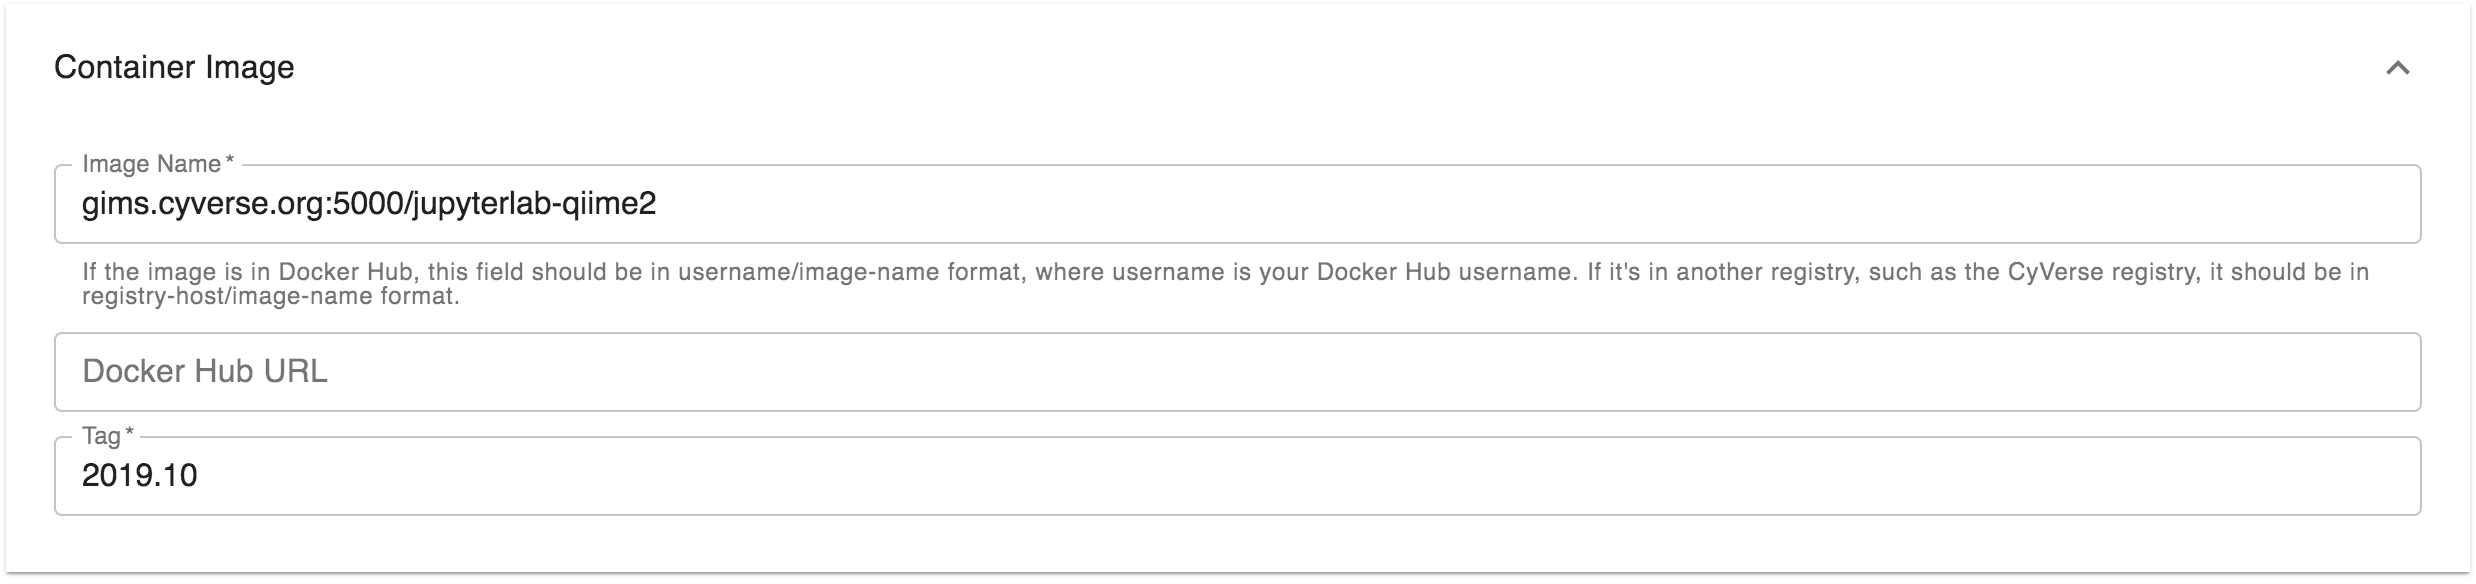 Container Image
Image Name *
gims.cyverse.org:5000/jupyterlab-qiime2
If the image is in Docker Hub, this field should be in username/image-name format, where username is your Docker Hub username. If it's in another registry, such as the CyVerse registry, it should be in
registry-host/image-name format.
Docker Hub URL
Tag *
2019.10